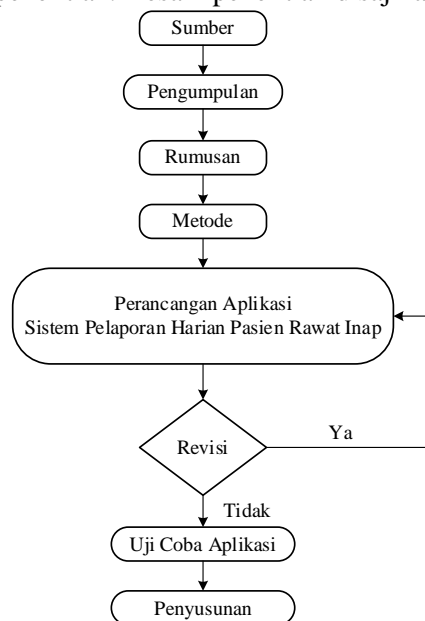 Sumber
Pengumpulan
Rumusan
Metode
Perancangan Aplikasi
Sistem Pelaporan Harian Pasien Rawat Inap
Revisi
Ya
Tidak
Uji Coba Aplikasi
Penyusunan